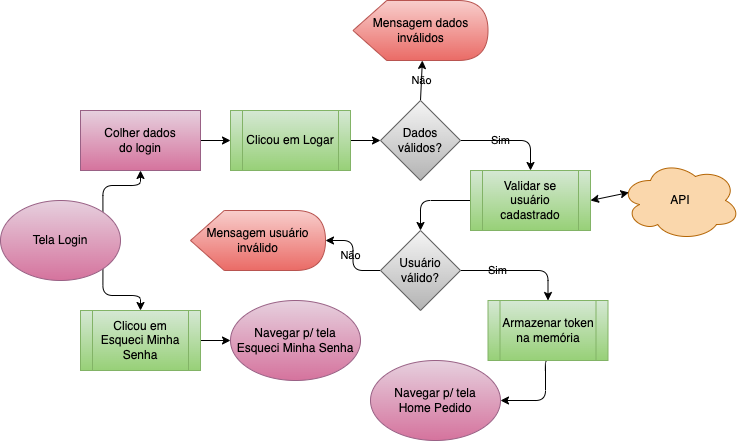 Mensagem dados
inválidos
Não
Colher dados
do login
Clicou em Logar
Dados
válidos?
Sim
Validar se
usuário
cadastrado
API
Tela Login
Mensagem usuário
inválido
Não
Usuário
válido?
Sim
Clicou em
Esqueci Minha
Senha
Navegar p/ tela
Esqueci Minha Senha
Armazenar token
na memória
Navegar p/ tela
Home Pedido